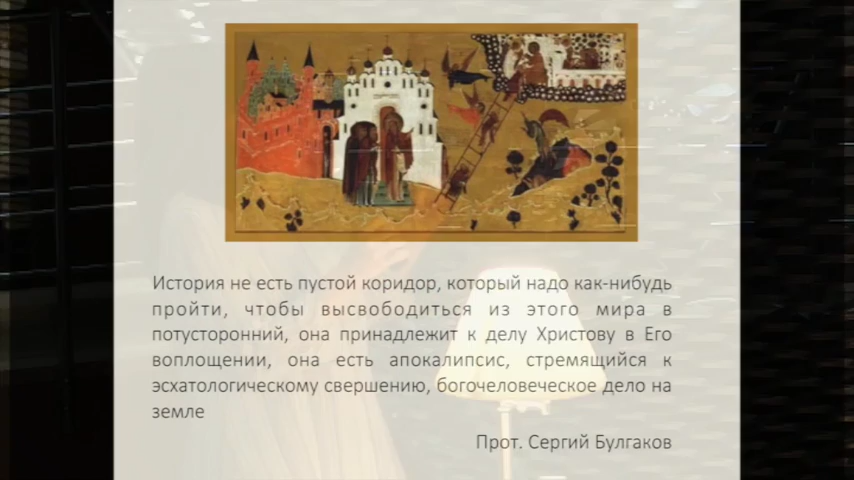 История не есть пустой коридор, который надо как-нибудь
пройти, чтобы высвободиться из этого мира в
потусторонний, она принадлежит к делу Христову в Его
воплощении, она есть апокалипсис, стремящийся к
эсхатологическому свершению, богочеловеческое дело на
земле
Прот. Сергий Булгаков